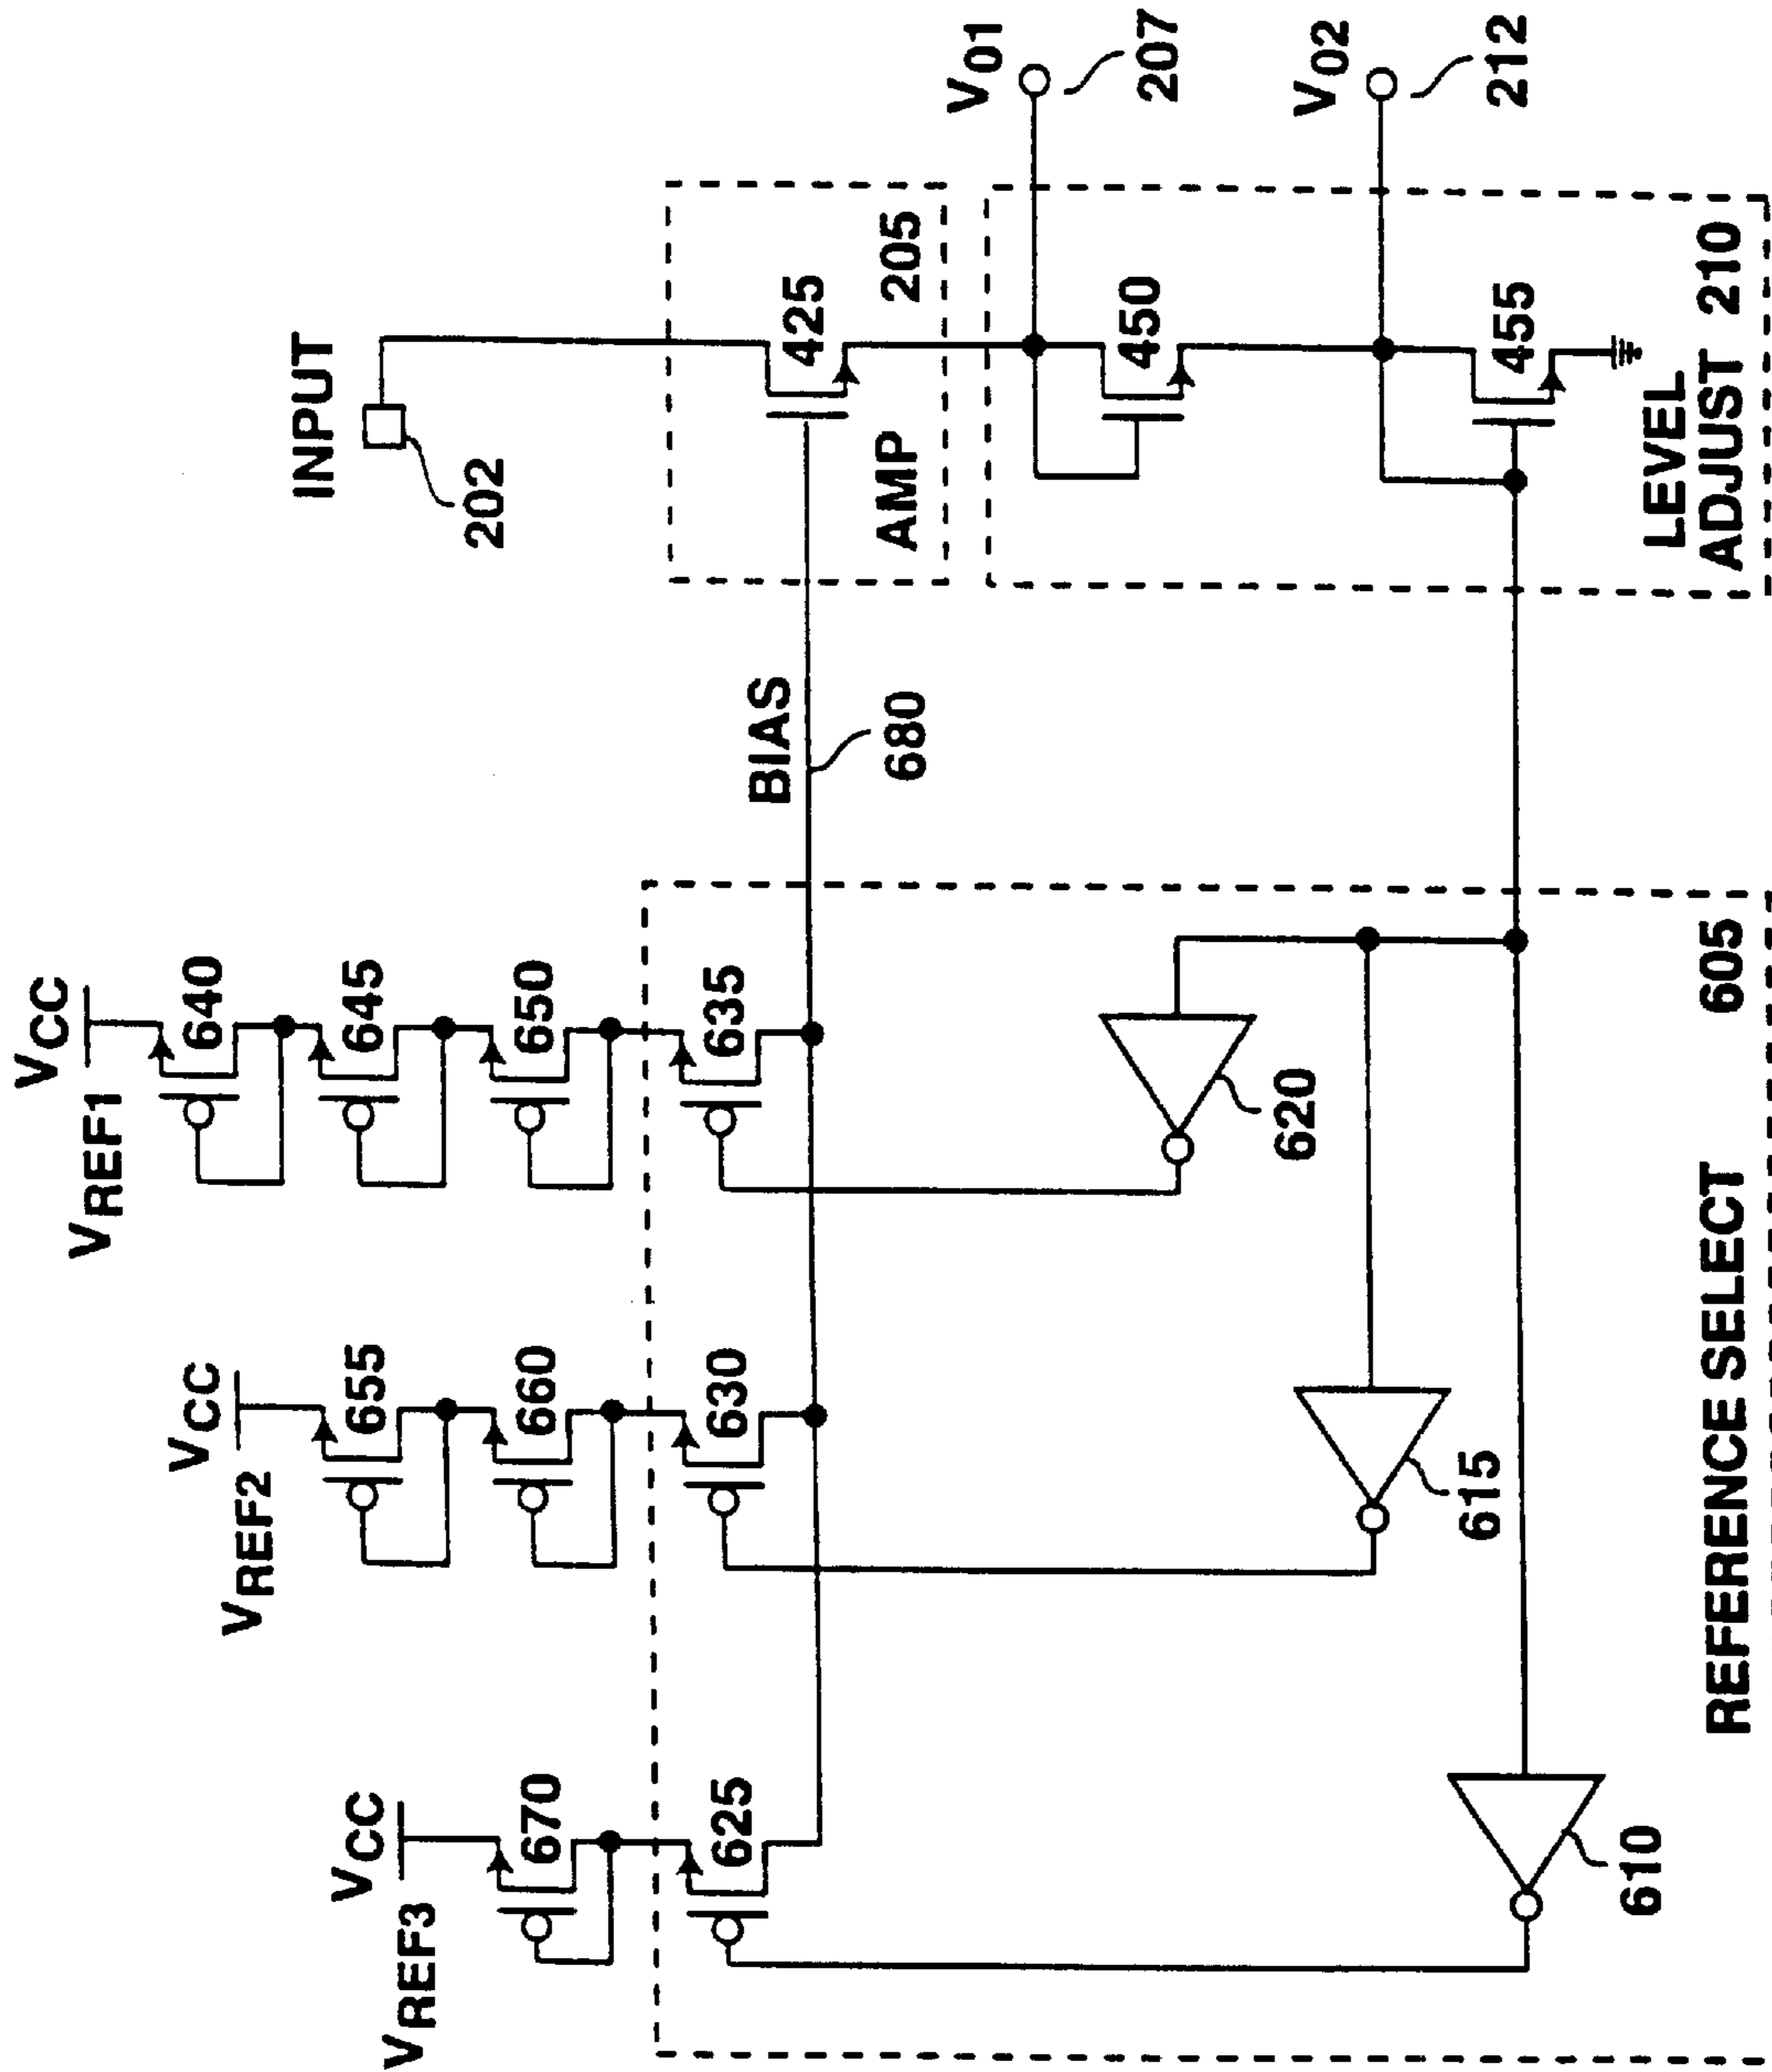 VCC
VREF1
640
645
650
635
VCC
VREF2
655
660
630
VCC
VREF3
670
625
BIAS
680
INPUT
202
425
AMP
205
V01
207
450
V02
212
455
LEVEL
ADJUST 210
620
615
610
REFERENCE SELECT 605